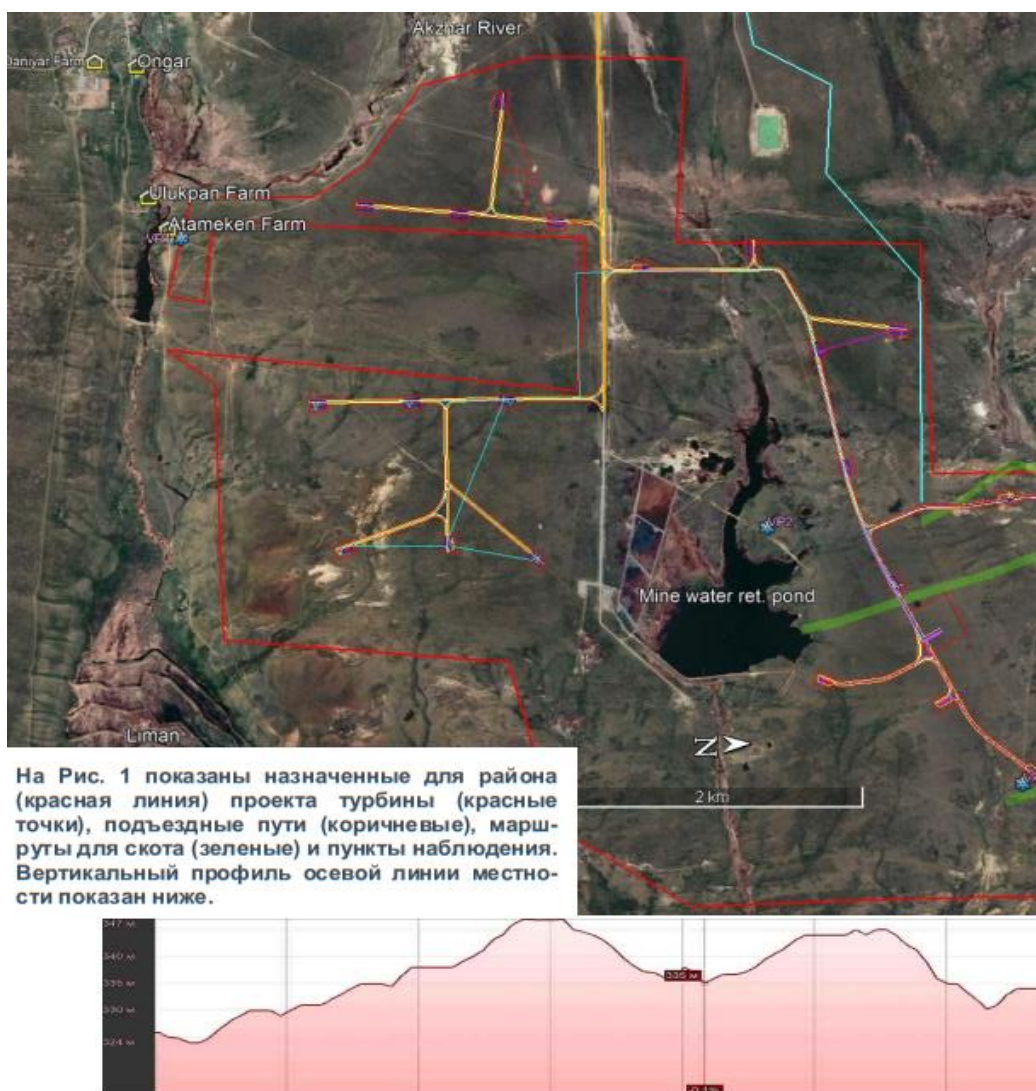 Akzhar River
Daniyar Farm
Ongar
Ulukpan Farm
Atameken Farm
VP2
Mine water ret. pond
Liman
N
2 km
На Рис. 1 показаны назначенные для района
(красная линия) проекта турбины (красные
точки), подъездные пути (коричневые), марш-
руты для скота (зеленые) и пункты наблюдения.
Вертикальный профиль осевой линии местно-
сти показан ниже.
347 м
340 м
335 м
335 м
330 м
324 м